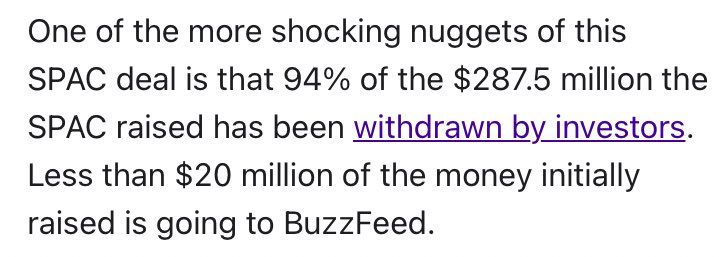 One of the more shocking nuggets of this
SPAC deal is that 94% of the $287.5 million the
SPAC raised has been withdrawn by investors.
Less than $20 million of the money initially
raised is going to BuzzFeed.